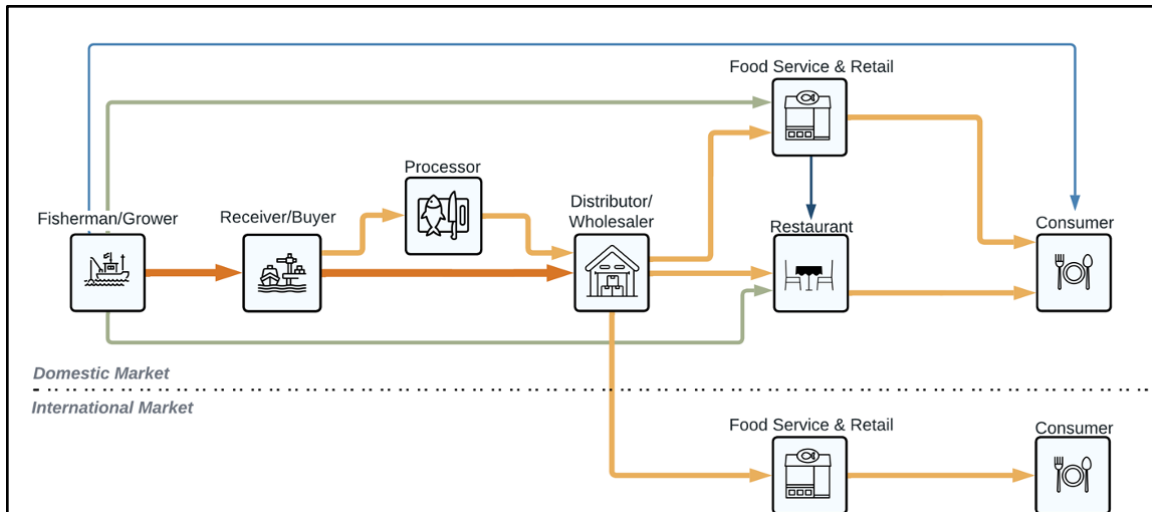 Food Service & Retail
Processor
Distributor/
Wholesaler
Fisherman/Grower
Receiver/Buyer
Restaurant
Consumer
Domestic Market
International Market
Food Service & Retail
Consumer